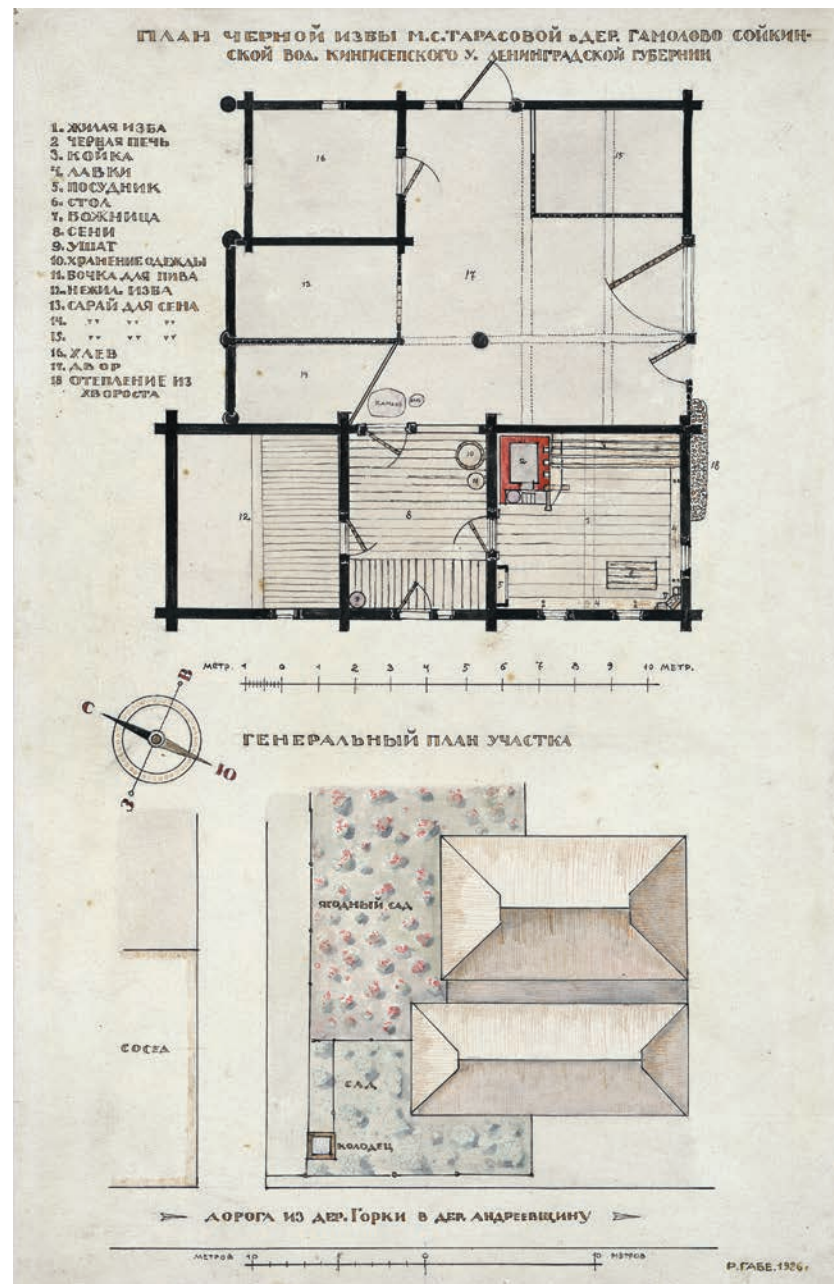 ПЛАН ЧЕРНОЙ ИЗБЫ М.С.ТАРАСОВОЙ в ДЕР. ГАМОЛОВО СОЙКИН-
СКОЙ ВОЛ. КИНГИСЕПСКОГО У. ЛЕНИНГРАДСКОЙ ГУБЕРНИИ
1. ЖИЛАЯ ИЗБА
2 ЧЕРНАЯ ПЕЧЬ
3. КОЙКА
4. ЛАВКИ
5. ПОСУДНИК
6. СТОЛ
7. БОЖНИЦА
8. СЕНИ
9. УШАТ
10. ХРАНЕНИЕ ОДЕЖДЫ
11. БОЧКА ДЛЯ ПИВА
12. НЕЖИЛ. ИЗБА
13. САРАЙ ДЛЯ СЕНА
14. " " "
15. " " "
16. ХЛЕВ
17. ДВОР
18 ОТЕПЛЕНИЕ ИЗ
ХВОРОСТА
16
15
17
13
14
КАМЕНЬ
10
2
18
12
8
1
4
5
МЕТР. 1 0 1 2 3 4 5 6 7 8 9 10 МЕТР.
В
С
Ю
З
ГЕНЕРАЛЬНЫЙ ПЛАН УЧАСТКА
ЯГОДНЫЙ САД
СОСЕД
САД
КОЛОДЕЦ
ДОРОГА ИЗ ДЕР. ГОРКИ В ДЕР. АНДРЕЕВЩИНУ
МЕТРОВ 10 5 0 10 МЕТРОВ
Р. ГАБЕ. 1926 г.